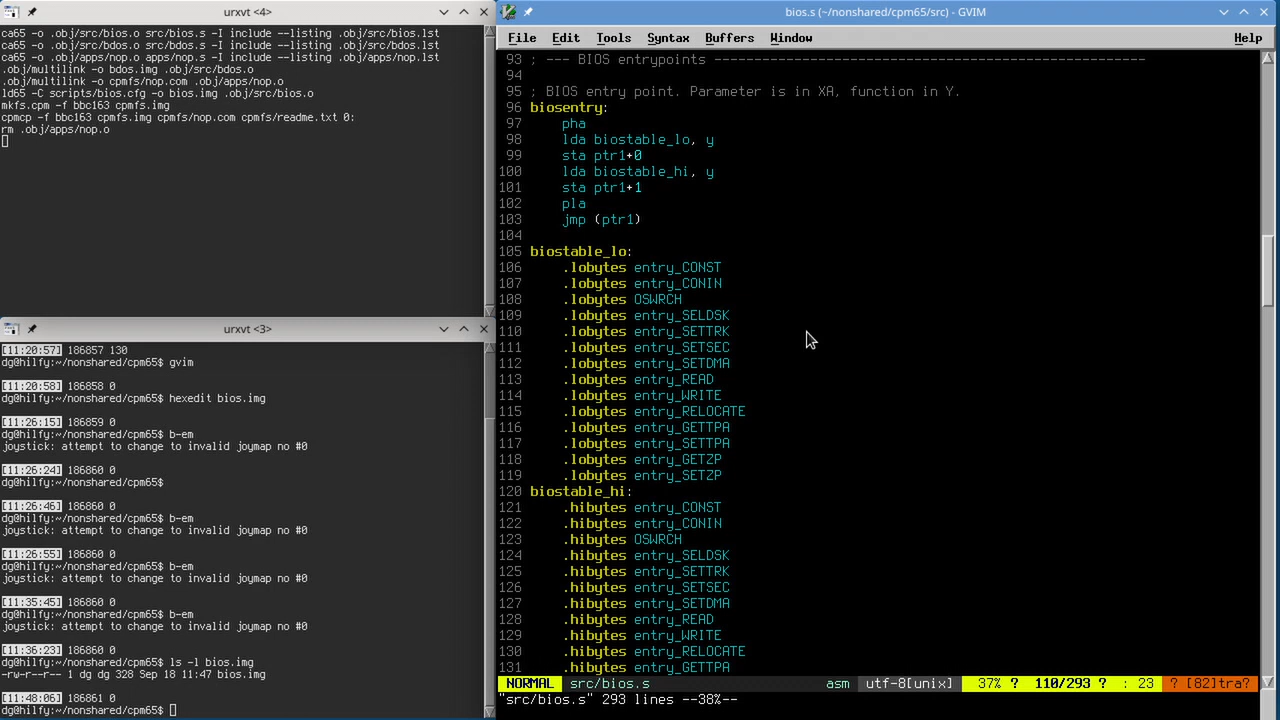 urxvt <4>
ca65 -o .obj/src/bios.o src/bios.s -I include --listing .obj/src/bios.lst
ca65 -o .obj/src/bios.o src/bios.s -I include --listing .obj/src/bios.lst
ca65 -o .obj/apps/nop.o apps/nop.s -I include --listing .obj/apps/nop.lst
.obj/multilink -o bdos.img .obj/src/bdos.o
.obj/multilink -o cpmfs/nop.com .obj/apps/nop.o
ld65 -C scripts/bios.cfg -o bios.img .obj/src/bios.o
mkfs.cpm -f bbc163 cpmfs.img
cpmcp -f bbc163 cpmfs.img cpmfs/nop.com cpmfs/readme.txt 0:
rm .obj/apps/nop.o
urxvt <3>
[11:20:57] 186857 130
dg@hilfy:~/nonshared/cpm65$ gvim
[11:20:58] 186858 0
dg@hilfy:~/nonshared/cpm65$ hexedit bios.img
[11:26:15] 186859 0
dg@hilfy:~/nonshared/cpm65$ b-em
joystick: attempt to change to invalid joymap no #0
[11:26:24] 186860 0
dg@hilfy:~/nonshared/cpm65$
[11:26:46] 186860 0
dg@hilfy:~/nonshared/cpm65$ b-em
joystick: attempt to change to invalid joymap no #0
[11:26:55] 186860 0
dg@hilfy:~/nonshared/cpm65$ b-em
joystick: attempt to change to invalid joymap no #0
[11:35:45] 186860 0
dg@hilfy:~/nonshared/cpm65$ b-em
joystick: attempt to change to invalid joymap no #0
[11:36:23] 186860 0
dg@hilfy:~/nonshared/cpm65$ ls -l bios.img
-rw-r--r-- 1 dg dg 328 Sep 18 11:47 bios.img
[11:48:06] 186861 0
dg@hilfy:~/nonshared/cpm65$
bios.s (~/nonshared/cpm65/src) - GVIM
File Edit Tools Syntax Buffers Window Help
93 ; --- BIOS entrypoints ------------------------------------------------------
94
95 ; BIOS entry point. Parameter is in XA, function in Y.
96 biosentry:
97 pha
98 lda biostable_lo, y
99 sta ptr1+0
100 lda biostable_hi, y
101 sta ptr1+1
102 pla
103 jmp (ptr1)
104
105 biostable_lo:
106 .lobytes entry_CONST
107 .lobytes entry_CONIN
108 .lobytes OSWRCH
109 .lobytes entry_SELDSK
110 .lobytes entry_SETTRK
111 .lobytes entry_SETSEC
112 .lobytes entry_SETDMA
113 .lobytes entry_READ
114 .lobytes entry_WRITE
115 .lobytes entry_RELOCATE
116 .lobytes entry_GETTPA
117 .lobytes entry_SETTPA
118 .lobytes entry_GETZP
119 .lobytes entry_SETZP
120 biostable_hi:
121 .hibytes entry_CONST
122 .hibytes entry_CONIN
123 .hibytes OSWRCH
124 .hibytes entry_SELDSK
125 .hibytes entry_SETTRK
126 .hibytes entry_SETSEC
127 .hibytes entry_SETDMA
128 .hibytes entry_READ
129 .hibytes entry_WRITE
130 .hibytes entry_RELOCATE
131 .hibytes entry_GETTPA
NORMAL src/bios.s asm utf-8[unix] 37% ? 110/293 ? : 23 ? [82]tra?
"src/bios.s" 293 lines --38%--